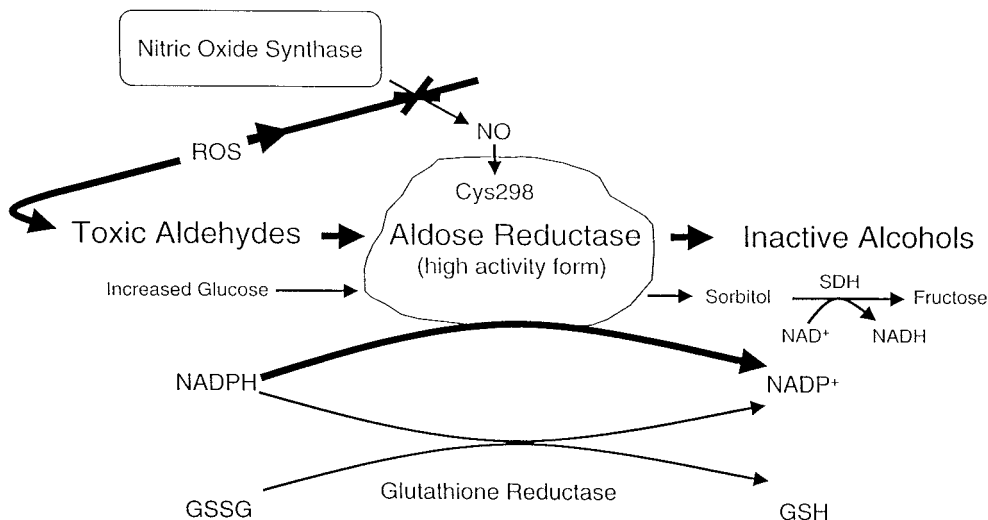 Nitric Oxide Synthase
NO
ROS
Cys298
Toxic Aldehydes
Aldose Reductase
(high activity form)
Inactive Alcohols
Increased Glucose
Sorbitol
SDH
Fructose
NAD+
NADH
NADPH
NADP+
GSSG
Glutathione Reductase
GSH